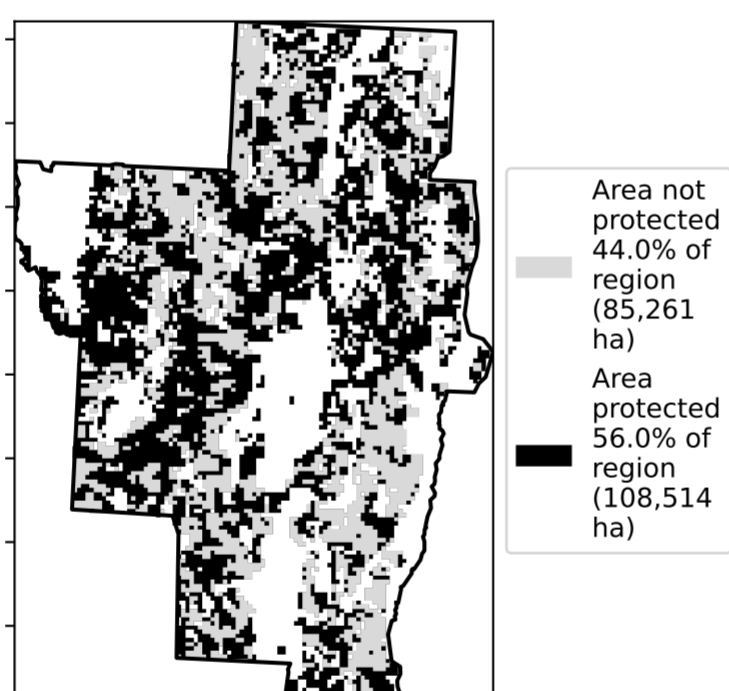 Area not
protected
44.0% of
region
(85,261
ha)
Area
protected
56.0% of
region
(108,514
ha)